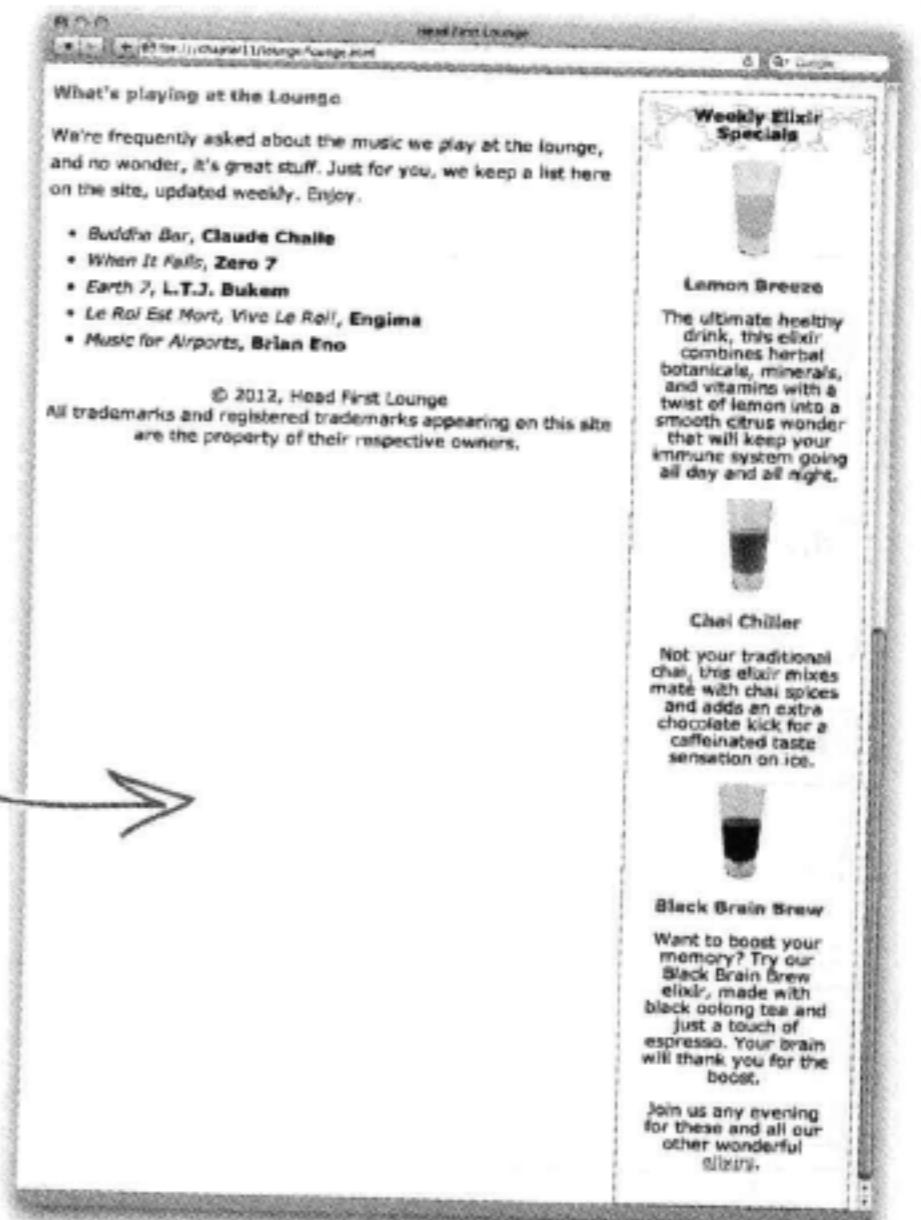 Head First Lounge
What's playing at the Lounge
We're frequently asked about the music we play at the lounge,
and no wonder, it's great stuff. Just for you, we keep a list here
on the site, updated weekly. Enjoy.
• Buddha Bar, Claude Challe
• When It Falls, Zero 7
• Earth 7, L.T.J. Bukem
• Le Roi Est Mort, Vive Le Roi!, Engima
• Music for Airports, Brian Eno
© 2012, Head First Lounge
All trademarks and registered trademarks appearing on this site
are the property of their respective owners.
Weekly Elixir
Specials
Lemon Breeze
The ultimate healthy
drink, this elixir
combines herbal
botanicals, minerals,
and vitamins with a
twist of lemon into a
smooth citrus wonder
that will keep your
immune system going
all day and all night.
Chai Chiller
Not your traditional
chai, this elixir mixes
maté with chai spices
and adds an extra
chocolate kick for a
caffeinated taste
sensation on ice.
Black Brain Brew
Want to boost your
memory? Try our
Black Brain Brew
elixir, made with
black oolong tea and
just a touch of
espresso. Your brain
will thank you for the
boost.
Join us any evening
for these and all our
other wonderful
elixirs.